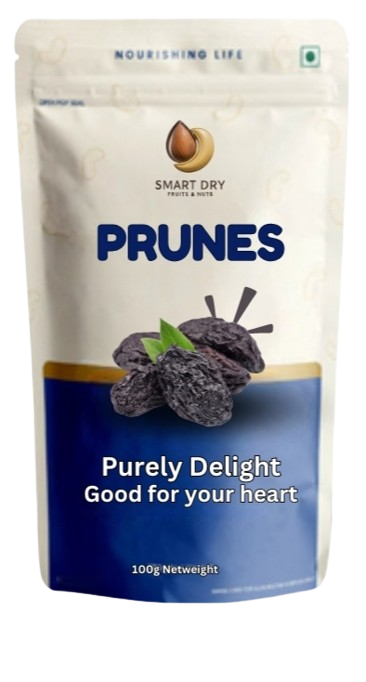 NOURISHING LIFE
SMART DRY
FRUITS & NUTS
PRUNES
Purely Delight
Good for your heart
100g Netweight